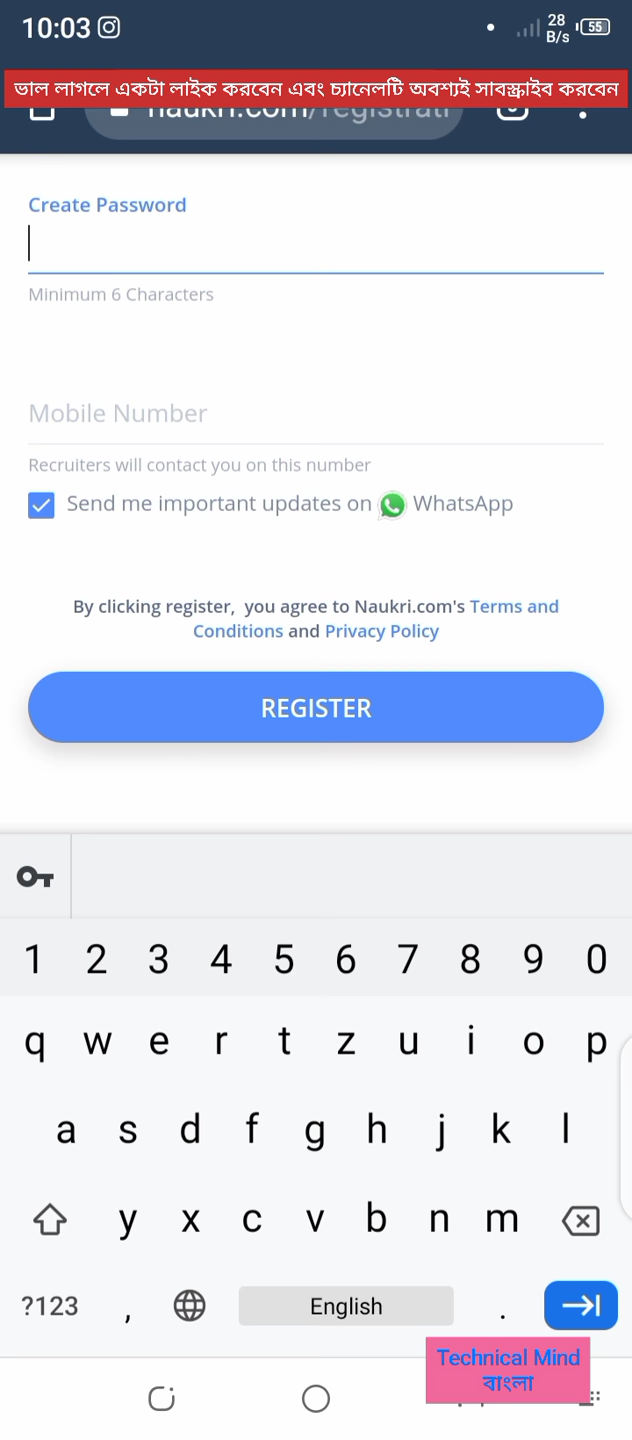 10:03
28
B/s
55
ভাল লাগলে একটা লাইক করবেন এবং চ্যানেলটি অবশ্যই সাবস্ক্রাইব করবেন
naukri.com/registrati
Create Password
Minimum 6 Characters
Mobile Number
Recruiters will contact you on this number
Send me important updates on WhatsApp
By clicking register, you agree to Naukri.com's Terms and
Conditions and Privacy Policy
REGISTER
1 2 3 4 5 6 7 8 9 0
q w e r t z u i o p
a s d f g h j k l
y x c v b n m
?123 , English .
Technical Mind
বাংলা